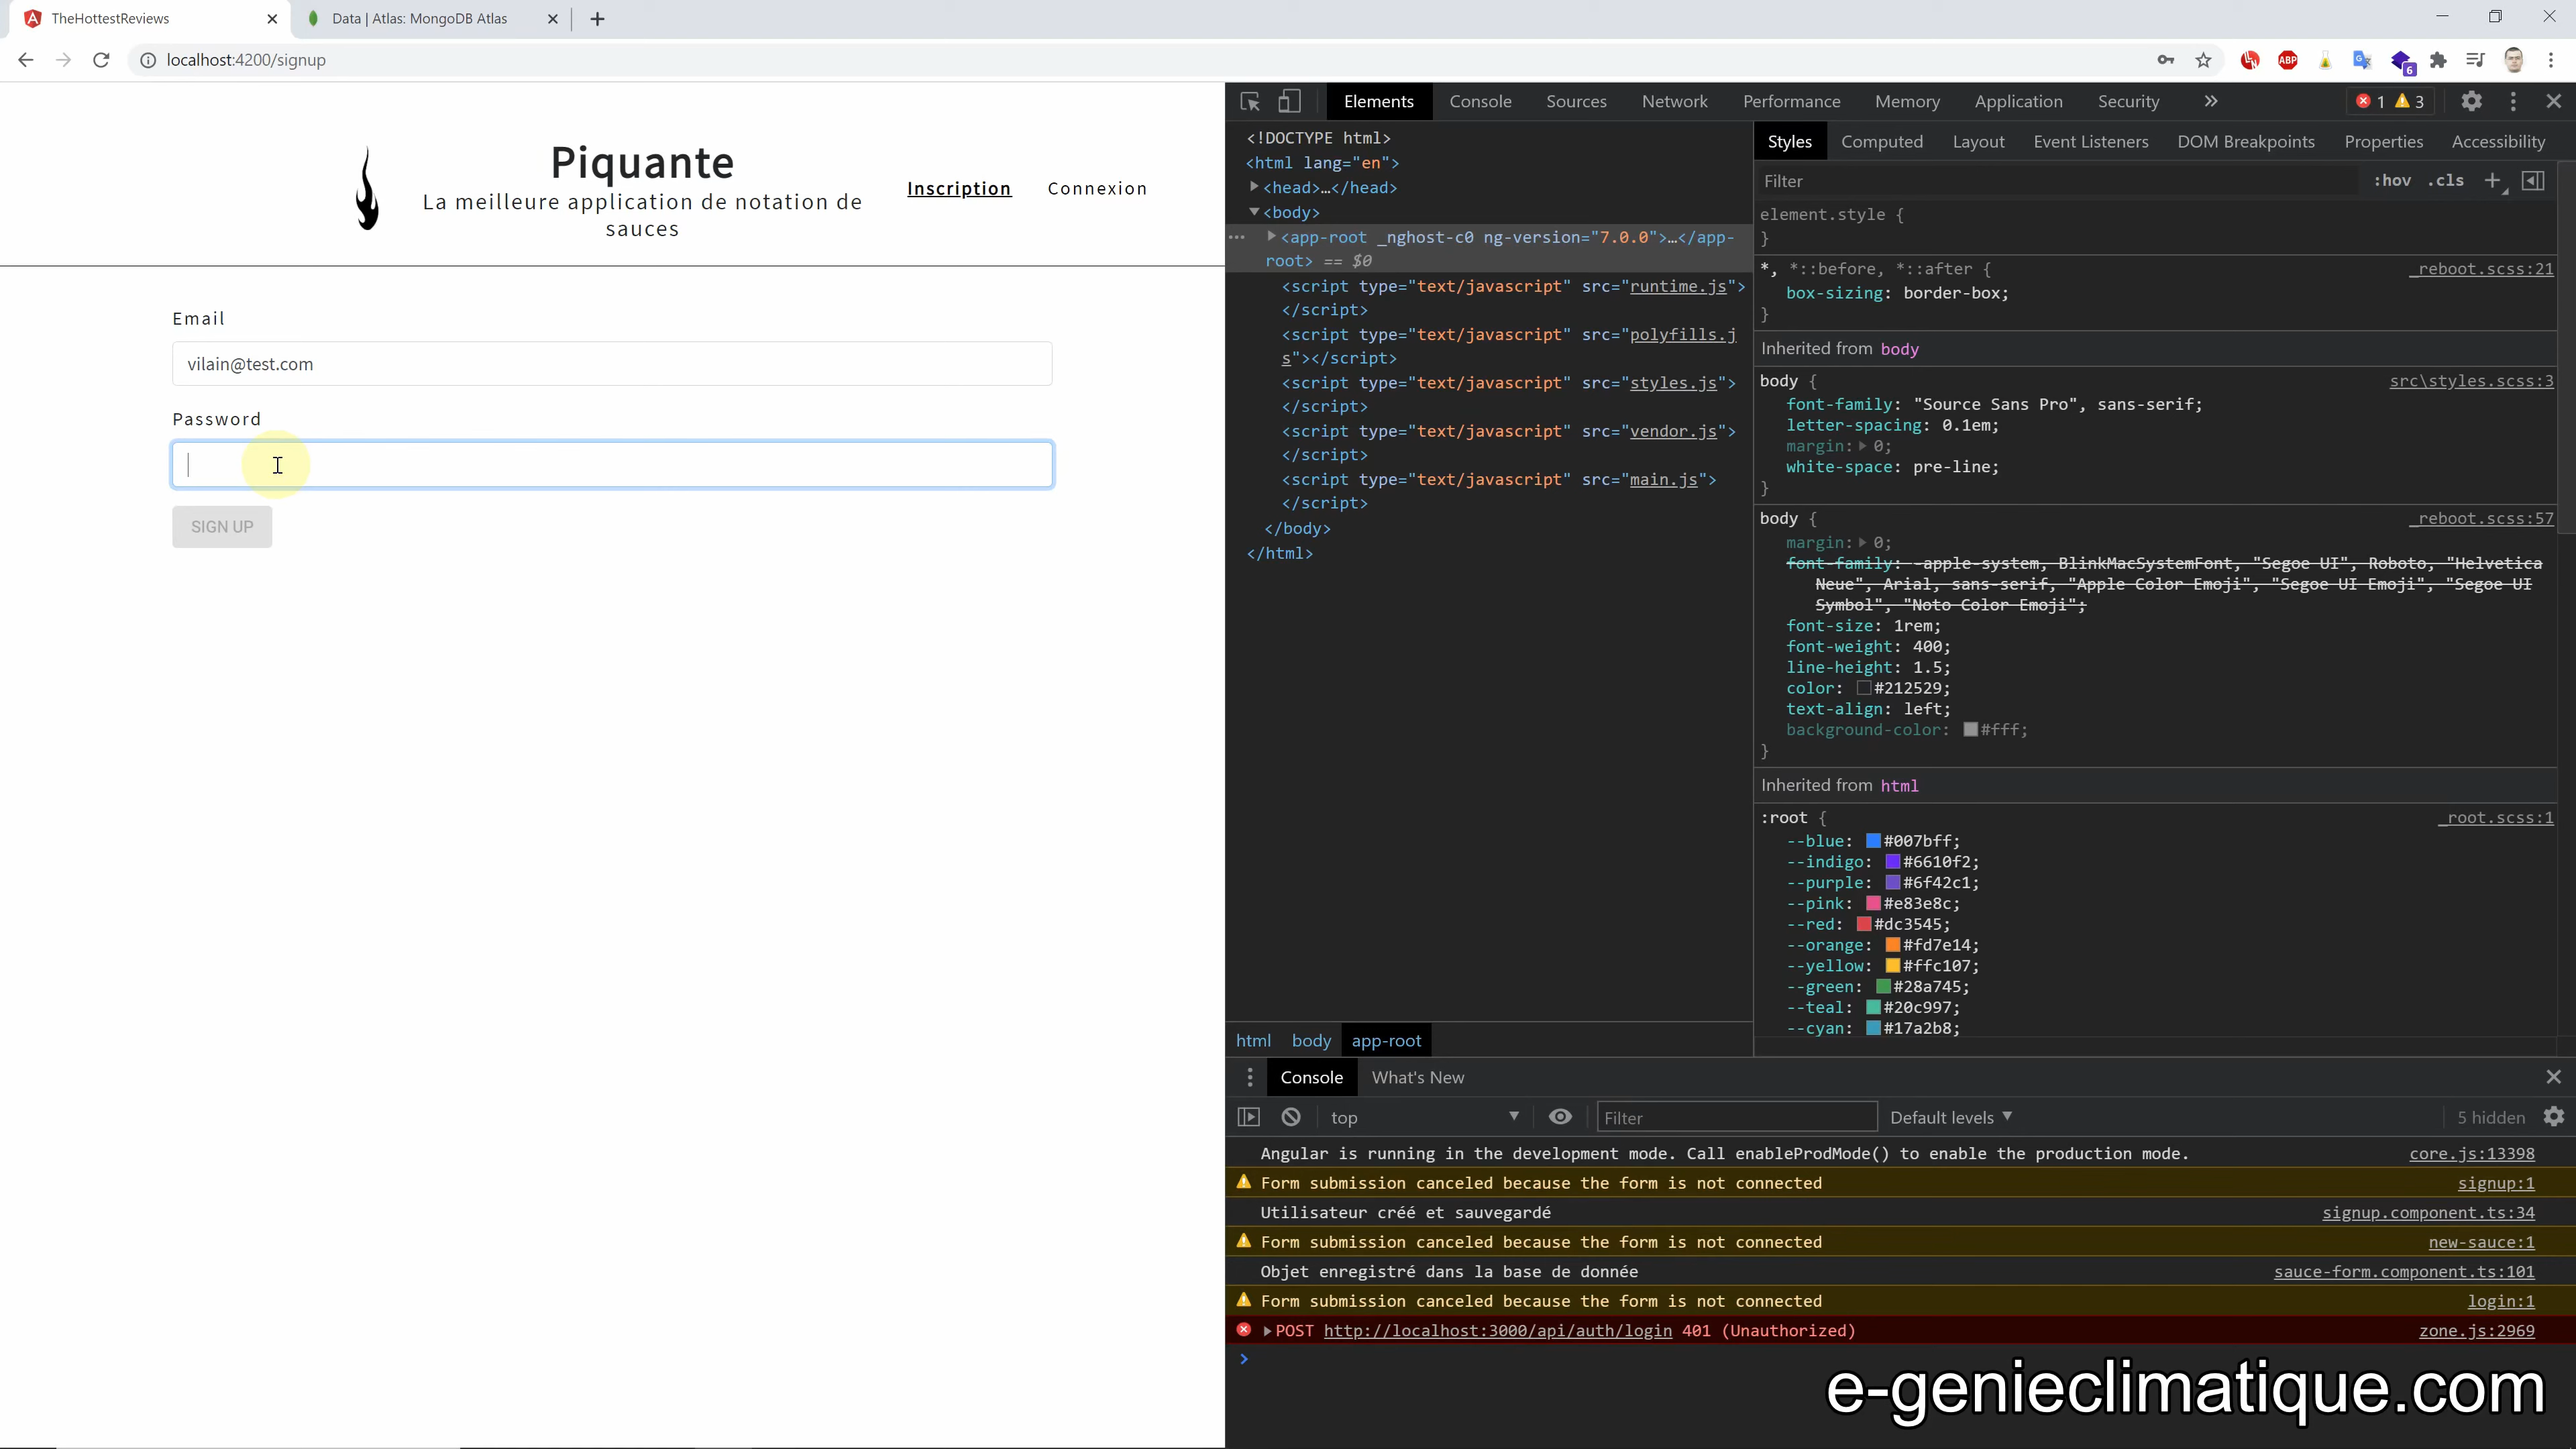 TheHottestReviews
Data | Atlas: MongoDB Atlas
localhost:4200/signup
ABP
6
Piquante
La meilleure application de notation de
sauces
Inscription
Connexion
Email
vilain@test.com
Password
SIGN UP
Elements
Console
Sources
Network
Performance
Memory
Application
Security
1
3
<!DOCTYPE html>
<html lang="en">
<head>…</head>
<body>
<app-root _nghost-c0 ng-version="7.0.0">…</app-
root> == $0
<script type="text/javascript" src="runtime.js">
</script>
<script type="text/javascript" src="polyfills.j
s"></script>
<script type="text/javascript" src="styles.js">
</script>
<script type="text/javascript" src="vendor.js">
</script>
<script type="text/javascript" src="main.js">
</script>
</body>
</html>
html
body
app-root
Styles
Computed
Layout
Event Listeners
DOM Breakpoints
Properties
Accessibility
Filter
:hov
.cls
element.style {
}
*, *::before, *::after {
_reboot.scss:21
box-sizing: border-box;
}
Inherited from body
body {
src\styles.scss:3
font-family: "Source Sans Pro", sans-serif;
letter-spacing: 0.1em;
margin: 0;
white-space: pre-line;
}
body {
_reboot.scss:57
margin: 0;
font-family: -apple-system, BlinkMacSystemFont, "Segoe UI", Roboto, "Helvetica
Neue", Arial, sans-serif, "Apple Color Emoji", "Segoe UI Emoji", "Segoe UI
Symbol", "Noto Color Emoji";
font-size: 1rem;
font-weight: 400;
line-height: 1.5;
color: #212529;
text-align: left;
background-color: #fff;
}
Inherited from html
:root {
_root.scss:1
--blue: #007bff;
--indigo: #6610f2;
--purple: #6f42c1;
--pink: #e83e8c;
--red: #dc3545;
--orange: #fd7e14;
--yellow: #ffc107;
--green: #28a745;
--teal: #20c997;
--cyan: #17a2b8;
Console
What's New
top
Filter
Default levels
5 hidden
Angular is running in the development mode. Call enableProdMode() to enable the production mode.
core.js:13398
Form submission canceled because the form is not connected
signup:1
Utilisateur créé et sauvegardé
signup.component.ts:34
Form submission canceled because the form is not connected
new-sauce:1
Objet enregistré dans la base de donnée
sauce-form.component.ts:101
Form submission canceled because the form is not connected
login:1
POST http://localhost:3000/api/auth/login 401 (Unauthorized)
zone.js:2969
e-genieclimatique.com